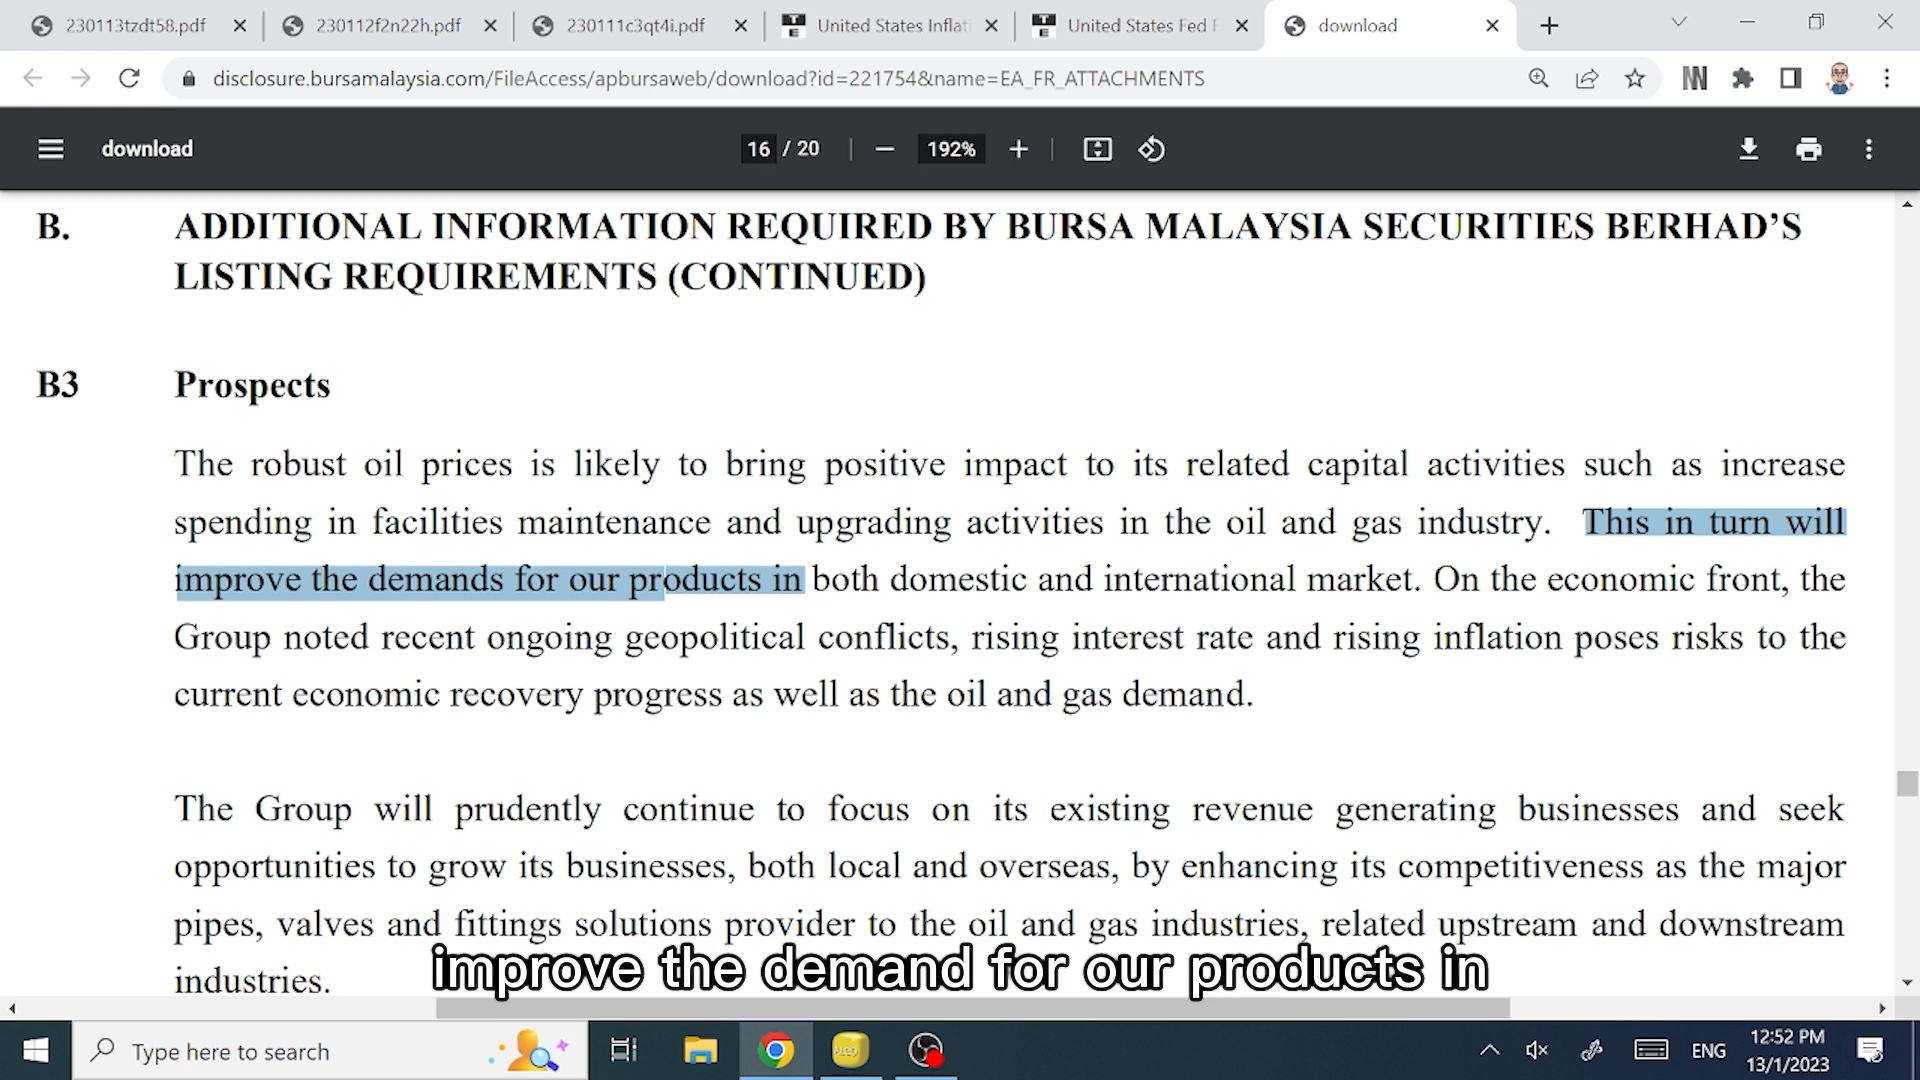 230113tzdt58.pdf
230112f2n22h.pdf
230111c3qt4i.pdf
United States Inflat
United States Fed F
download
disclosure.bursamalaysia.com/FileAccess/apbursaweb/download?id=221754&name=EA_FR_ATTACHMENTS
download
16 / 20
192%
B. ADDITIONAL INFORMATION REQUIRED BY BURSA MALAYSIA SECURITIES BERHAD’S
LISTING REQUIREMENTS (CONTINUED)
B3 Prospects
The robust oil prices is likely to bring positive impact to its related capital activities such as increase
spending in facilities maintenance and upgrading activities in the oil and gas industry. This in turn will
improve the demands for our products in both domestic and international market. On the economic front, the
Group noted recent ongoing geopolitical conflicts, rising interest rate and rising inflation poses risks to the
current economic recovery progress as well as the oil and gas demand.
The Group will prudently continue to focus on its existing revenue generating businesses and seek
opportunities to grow its businesses, both local and overseas, by enhancing its competitiveness as the major
pipes, valves and fittings solutions provider to the oil and gas industries, related upstream and downstream
industries.
improve the demand for our products in
Type here to search
ENG
12:52 PM
13/1/2023